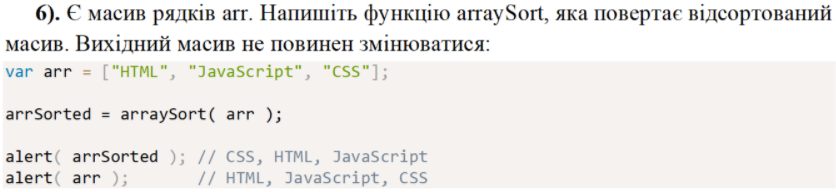 6). Є масив рядків arr. Напишіть функцію arraySort, яка повертає відсортований
масив. Вихідний масив не повинен змінюватися:
var arr = ["HTML", "JavaScript", "CSS"];
arrSorted = arraySort( arr );
alert( arrSorted ); // CSS, HTML, JavaScript
alert( arr );       // HTML, JavaScript, CSS